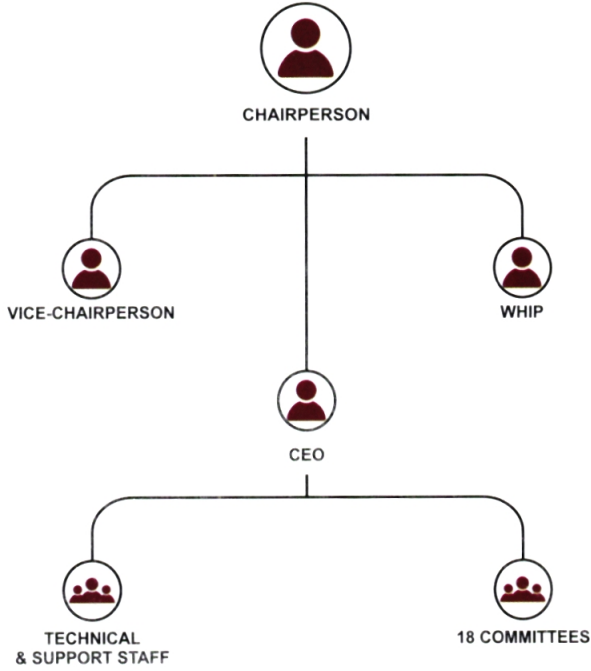 CHAIRPERSON
VICE-CHAIRPERSON
WHIP
CEO
TECHNICAL
& SUPPORT STAFF
18 COMMITTEES